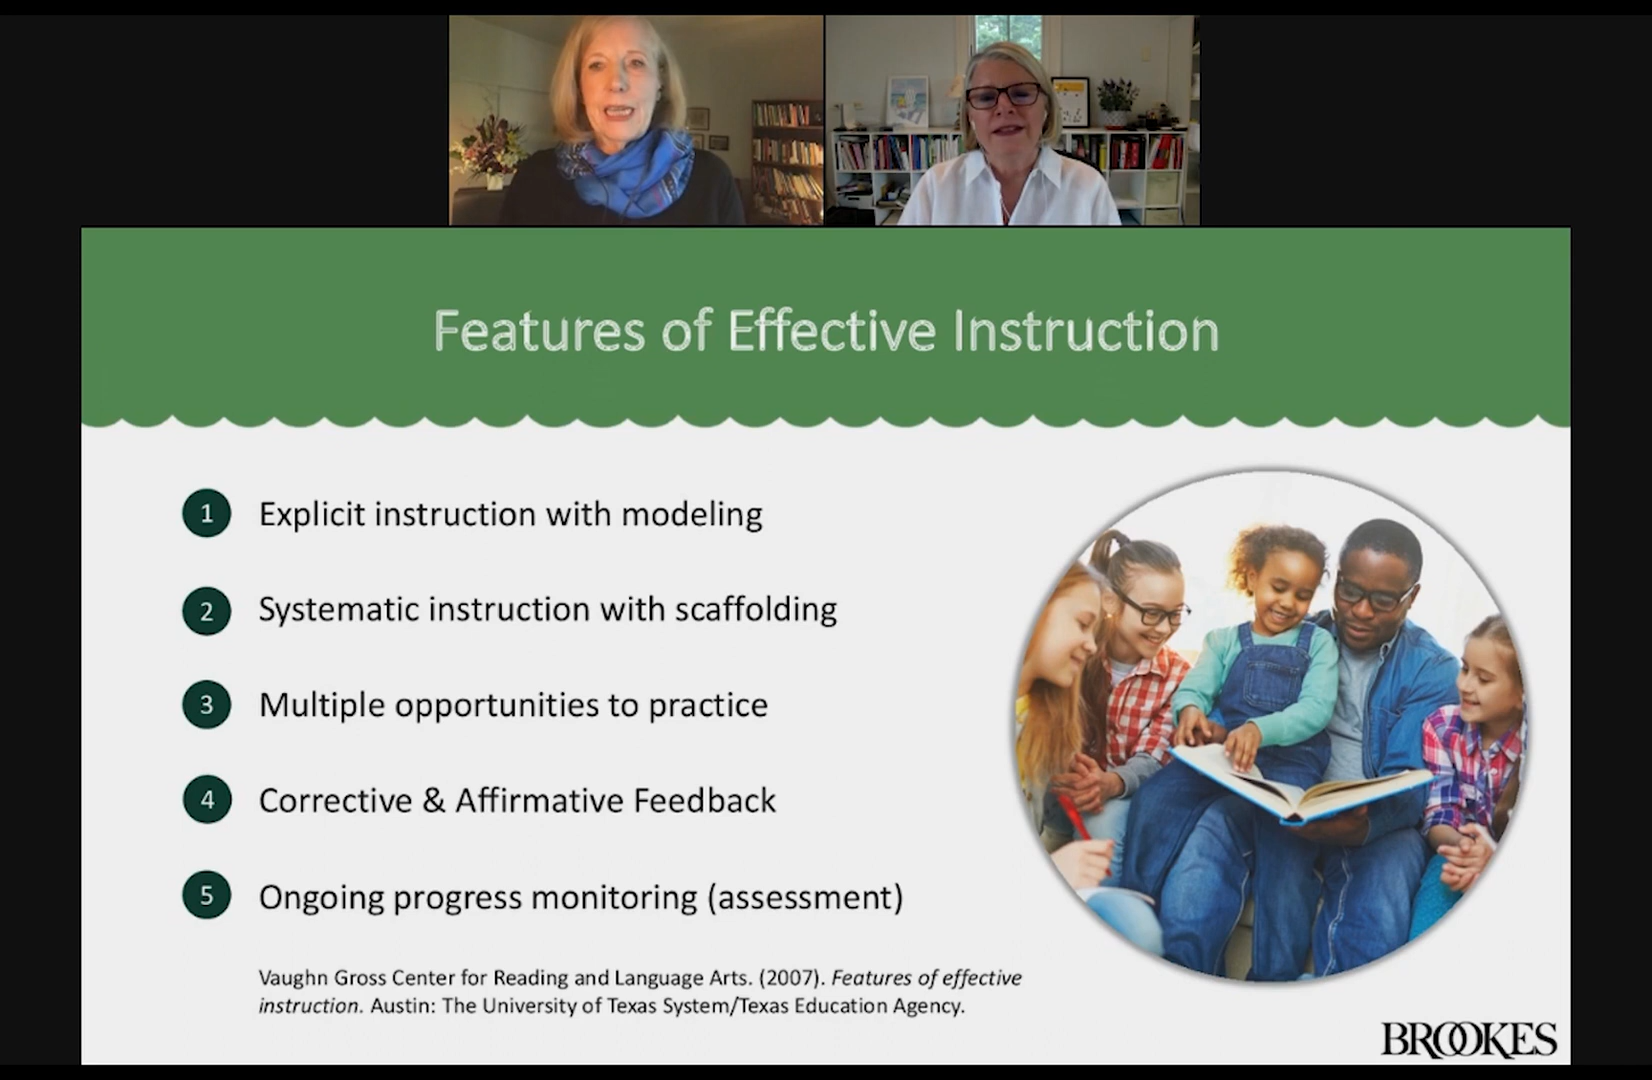 Features of Effective Instruction
1 Explicit instruction with modeling
2 Systematic instruction with scaffolding
3 Multiple opportunities to practice
4 Corrective & Affirmative Feedback
5 Ongoing progress monitoring (assessment)
Vaughn Gross Center for Reading and Language Arts. (2007). Features of effective
instruction. Austin: The University of Texas System/Texas Education Agency.
BROOKES